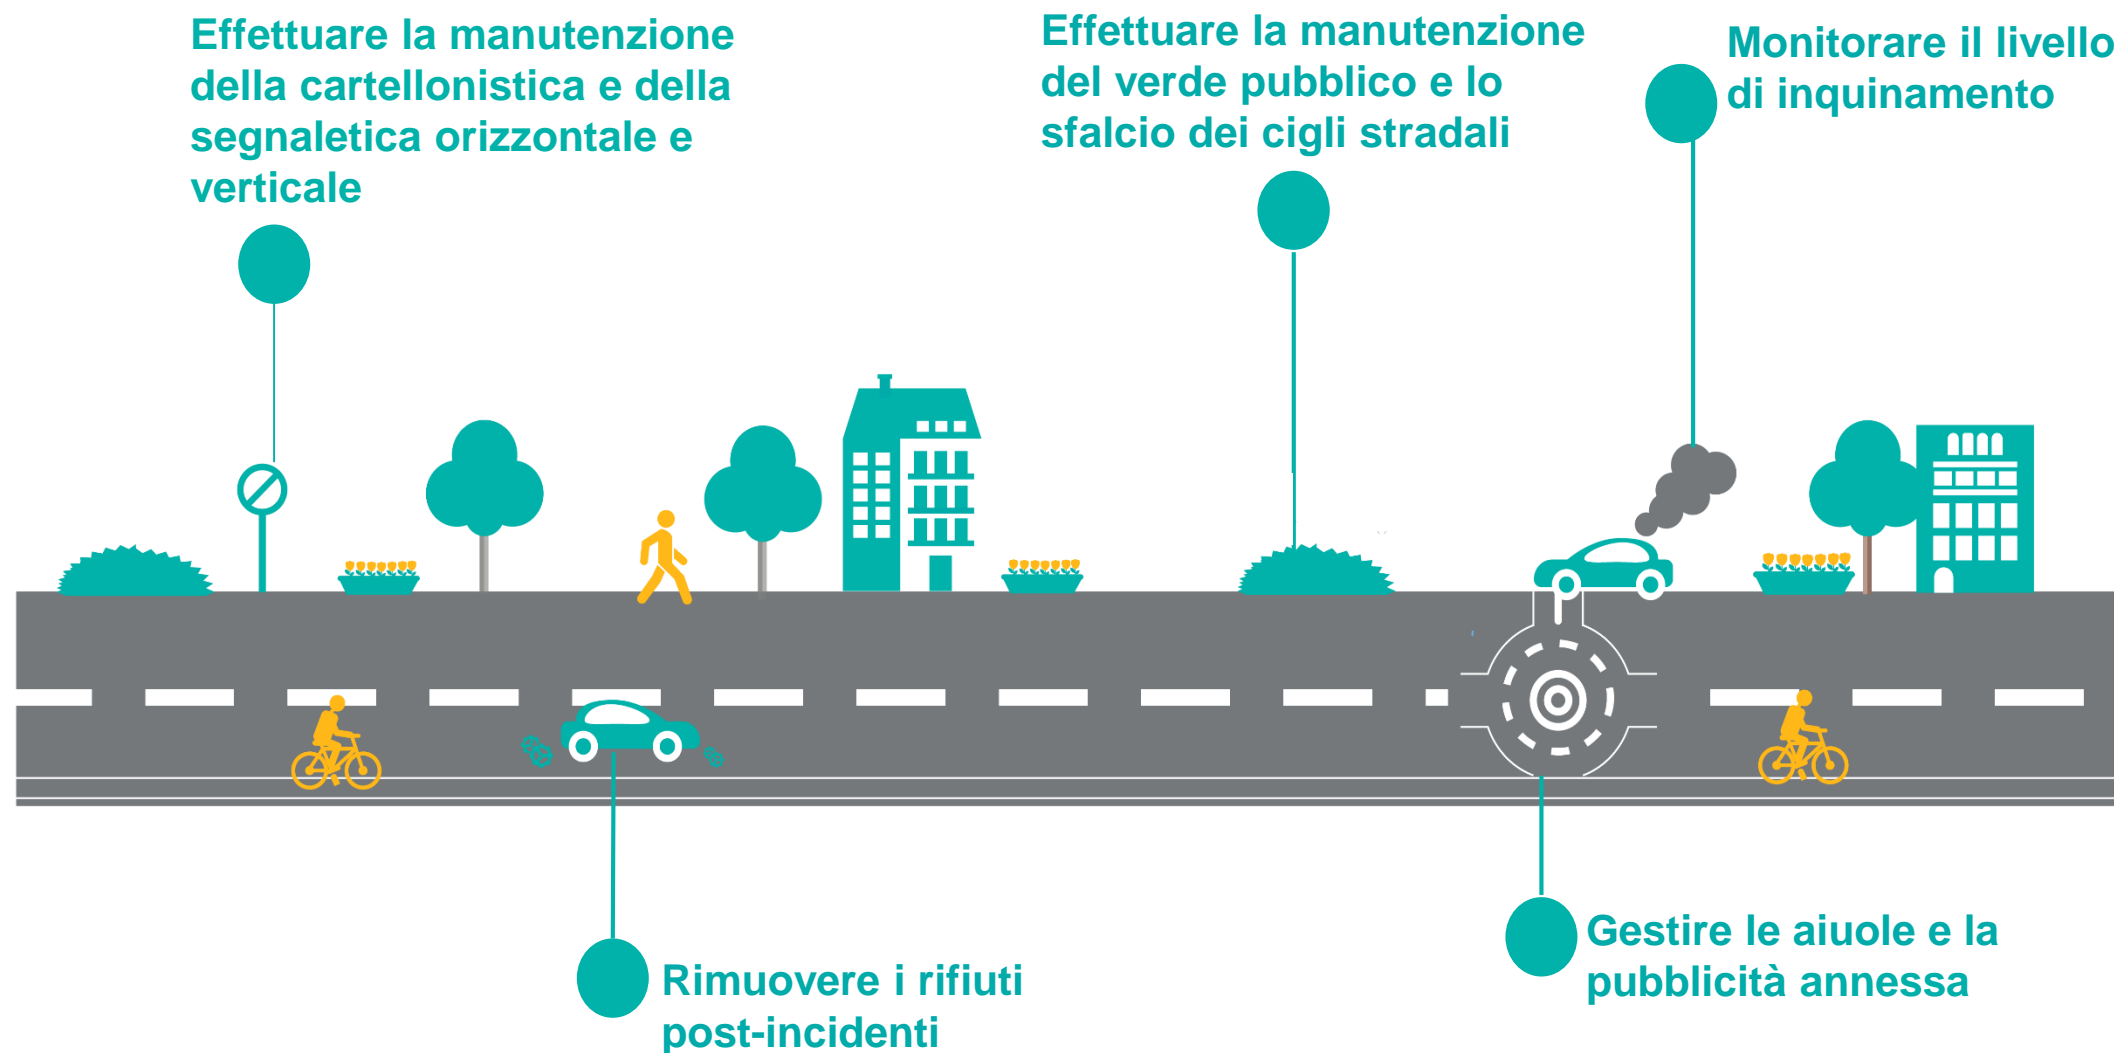 Effettuare la manutenzione
della cartellonistica e della
segnaletica orizzontale e
verticale
Effettuare la manutenzione
del verde pubblico e lo
sfalcio dei cigli stradali
Monitorare il livello
di inquinamento
Rimuovere i rifiuti
post-incidenti
Gestire le aiuole e la
pubblicità annessa